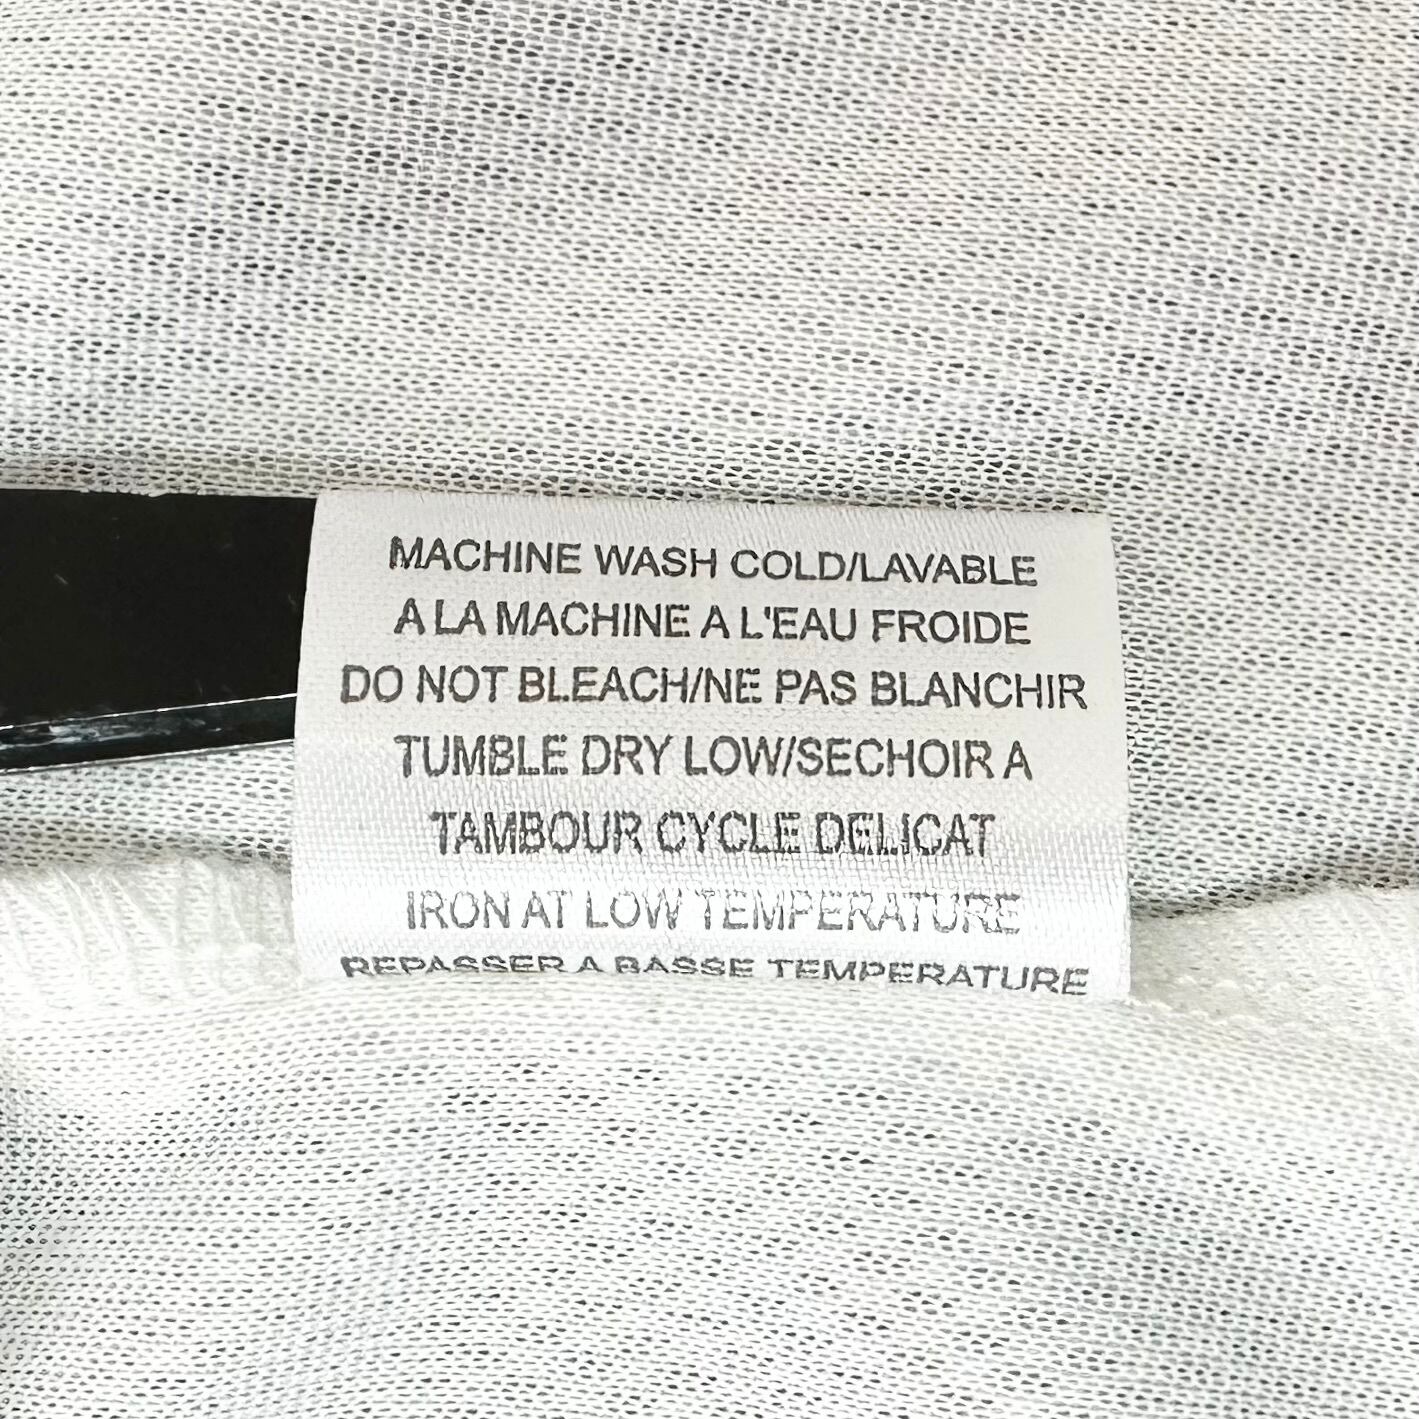 MACHINE WASH COLD/LAVABLE
A LA MACHINE A L'EAU FROIDE
DO NOT BLEACH/NE PAS BLANCHIR
TUMBLE DRY LOW/SECHOIR A
TAMBOUR CYCLE DELICAT
IRON AT LOW TEMPERATURE
REPASSER A BASSE TEMPERATURE